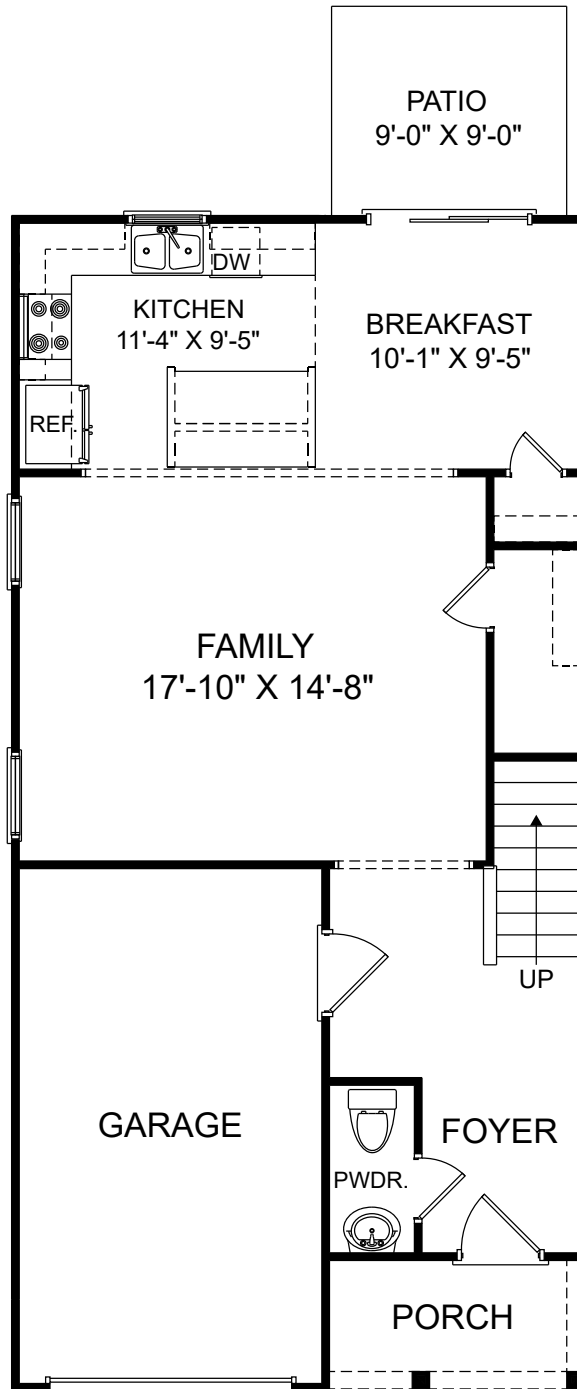 PATIO
9'-0" X 9'-0"
DW
KITCHEN
11'-4" X 9'-5"
BREAKFAST
10'-1" X 9'-5"
REF.
FAMILY
17'-10" X 14'-8"
UP
GARAGE
FOYER
PWDR.
PORCH